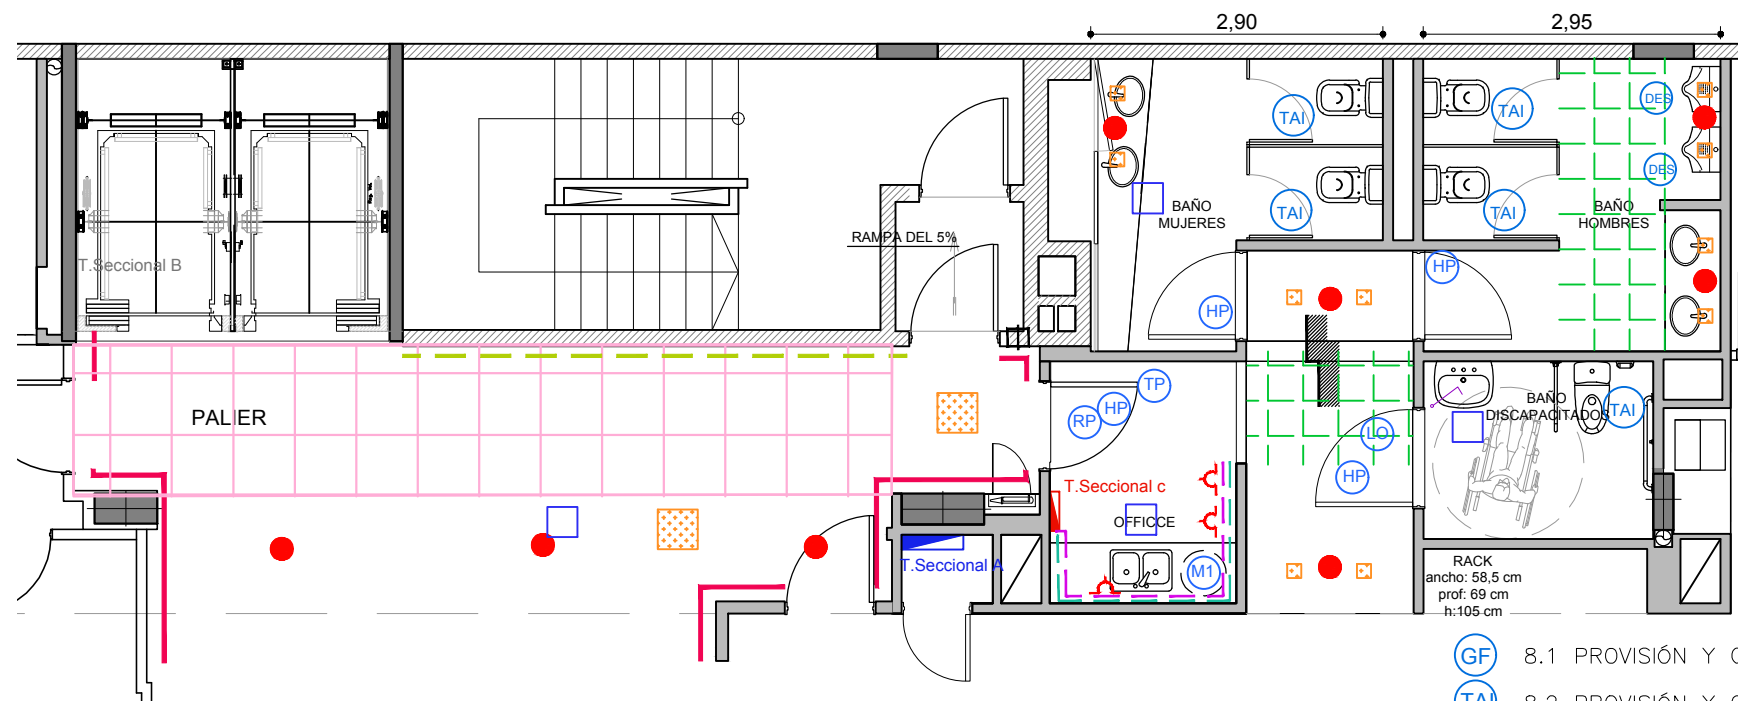 2,90
2,95
TAI
TAI
DES
TAI
TAI
DES
TAI
TAI
BAÑO
MUJERES
BAÑO
HOMBRES
RAMPA DEL 5%
T.Seccional B
HP
HP
PALIER
TP
HP
RP
BAÑO
DISCAPACITADOS
LO
HP
T.Seccional c
OFFICCE
T.Seccional A
M1
RACK
ancho: 58,5 cm
prof: 69 cm
h:105 cm
GF 8.1 PROVISIÓN Y
TAI